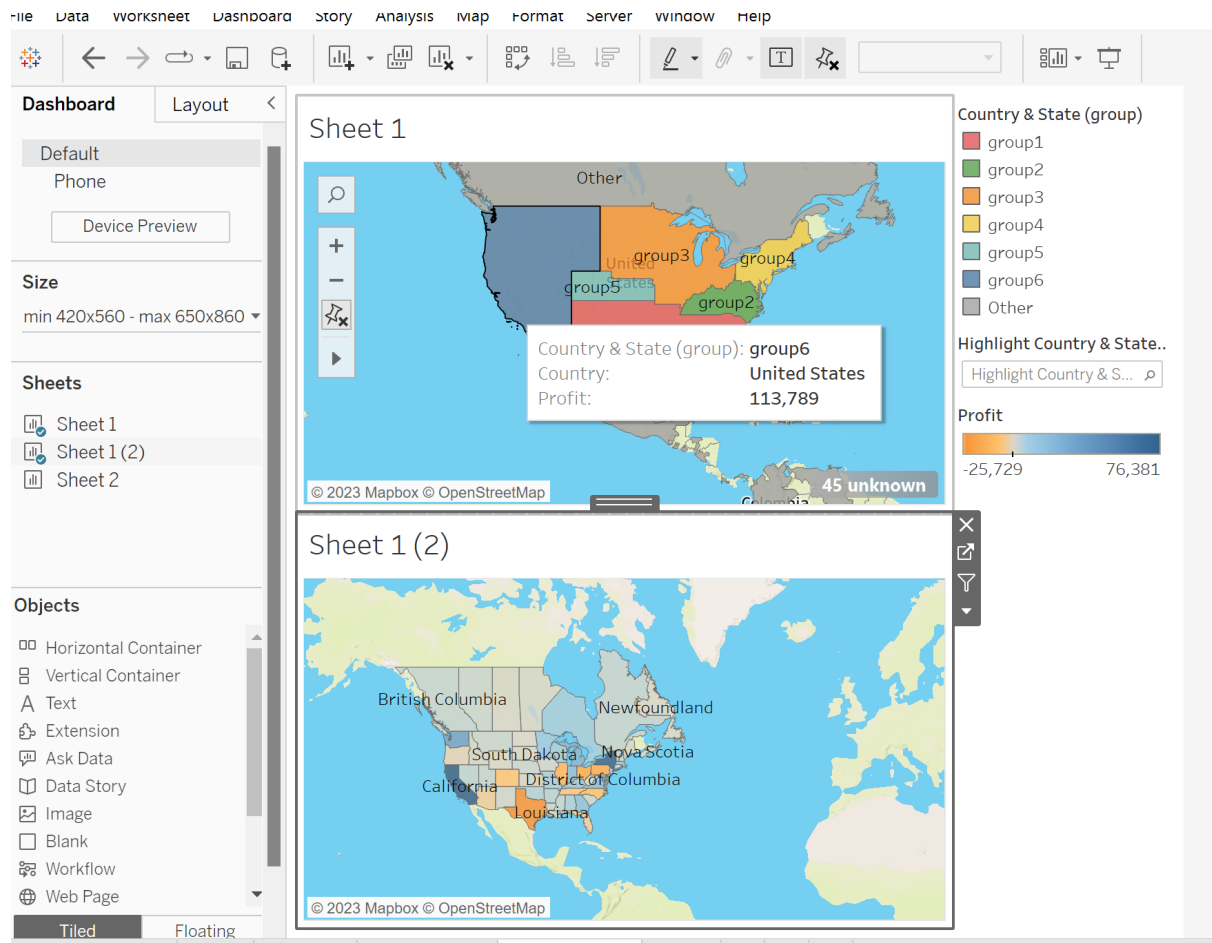 File Data Worksheet Dashboard Story Analysis Map Format Server Window Help
Dashboard Layout
Default
Phone
Device Preview
Size
min 420x560 - max 650x860
Sheets
Sheet 1
Sheet 1 (2)
Sheet 2
Objects
Horizontal Container
Vertical Container
Text
Extension
Ask Data
Data Story
Image
Blank
Workflow
Web Page
Tiled Floating
Sheet 1
Other
group3
United
States
group4
group5
group2
Country & State (group): group6
Country: United States
Profit: 113,789
Colombia
45 unknown
© 2023 Mapbox © OpenStreetMap
Sheet 1 (2)
British Columbia
Newfoundland
South Dakota
Nova Scotia
California
District of Columbia
Louisiana
© 2023 Mapbox © OpenStreetMap
Country & State (group)
group1
group2
group3
group4
group5
group6
Other
Highlight Country & State..
Highlight Country & S...
Profit
-25,729 76,381